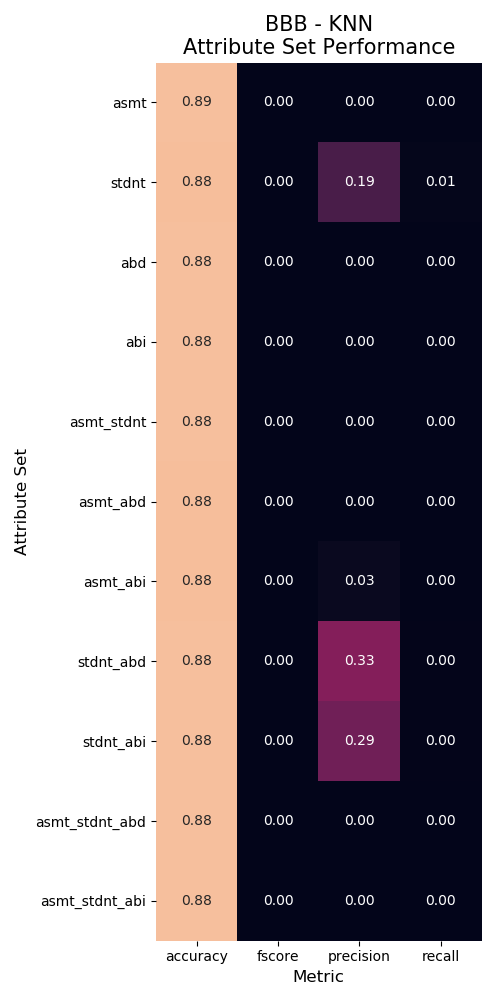 BBB - KNN
Attribute Set Performance
Attribute Set
asmt 0.89 0.00 0.00 0.00
stdnt 0.88 0.00 0.19 0.01
abd 0.88 0.00 0.00 0.00
abi 0.88 0.00 0.00 0.00
asmt_stdnt 0.88 0.00 0.00 0.00
asmt_abd 0.88 0.00 0.00 0.00
asmt_abi 0.88 0.00 0.03 0.00
stdnt_abd 0.88 0.00 0.33 0.00
stdnt_abi 0.88 0.00 0.29 0.00
asmt_stdnt_abd 0.88 0.00 0.00 0.00
asmt_stdnt_abi 0.88 0.00 0.00 0.00
accuracy fscore precision recall
Metric